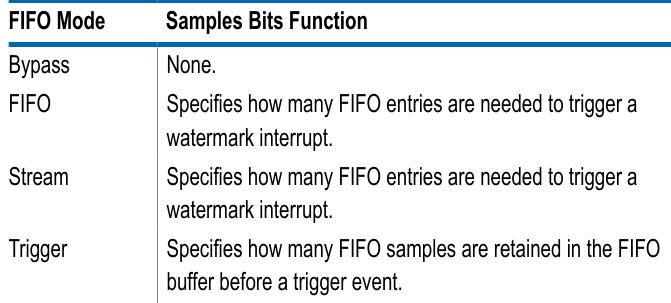 FIFO Mode Samples Bits Function
Bypass None.
FIFO Specifies how many FIFO entries are needed to trigger a
watermark interrupt.
Stream Specifies how many FIFO entries are needed to trigger a
watermark interrupt.
Trigger Specifies how many FIFO samples are retained in the FIFO
buffer before a trigger event.